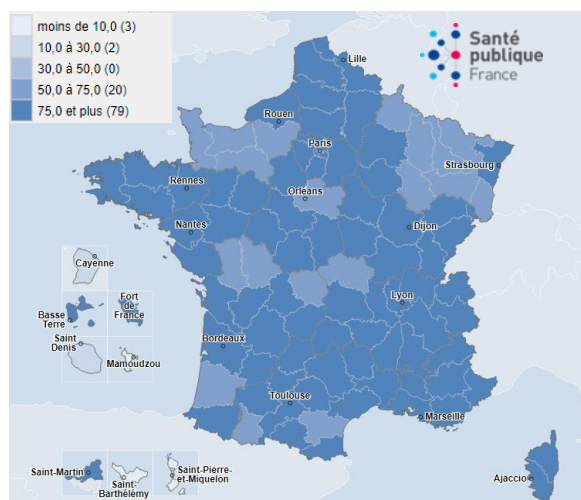 moins de 10,0 (3)
10,0 à 30,0 (2)
30,0 à 50,0 (0)
50,0 à 75,0 (20)
75,0 et plus (79)
Santé
publique
France
Lille
Rouen
Paris
Strasbourg
Rennes
Orléans
Nantes
Dijon
Cayenne
Lyon
Basse
Terre
Fort
de
France
Saint
Denis
Mamoudzou
Bordeaux
Toulouse
Marseille
Saint-Martin
Saint-
Barthélémy
Saint-Pierre-
et-Miquelon
Ajaccio